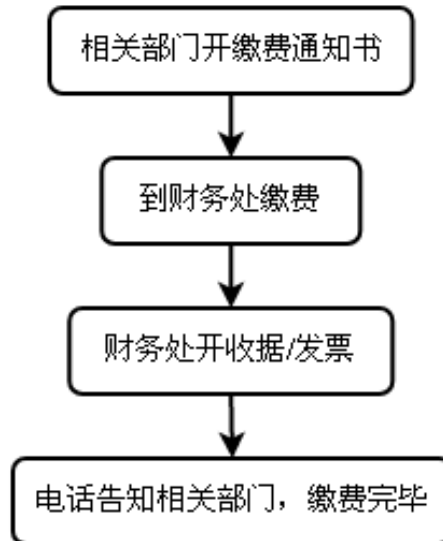 相关部门开缴费通知书
到财务处缴费
财务处开收据/发票
电话告知相关部门，缴费完毕